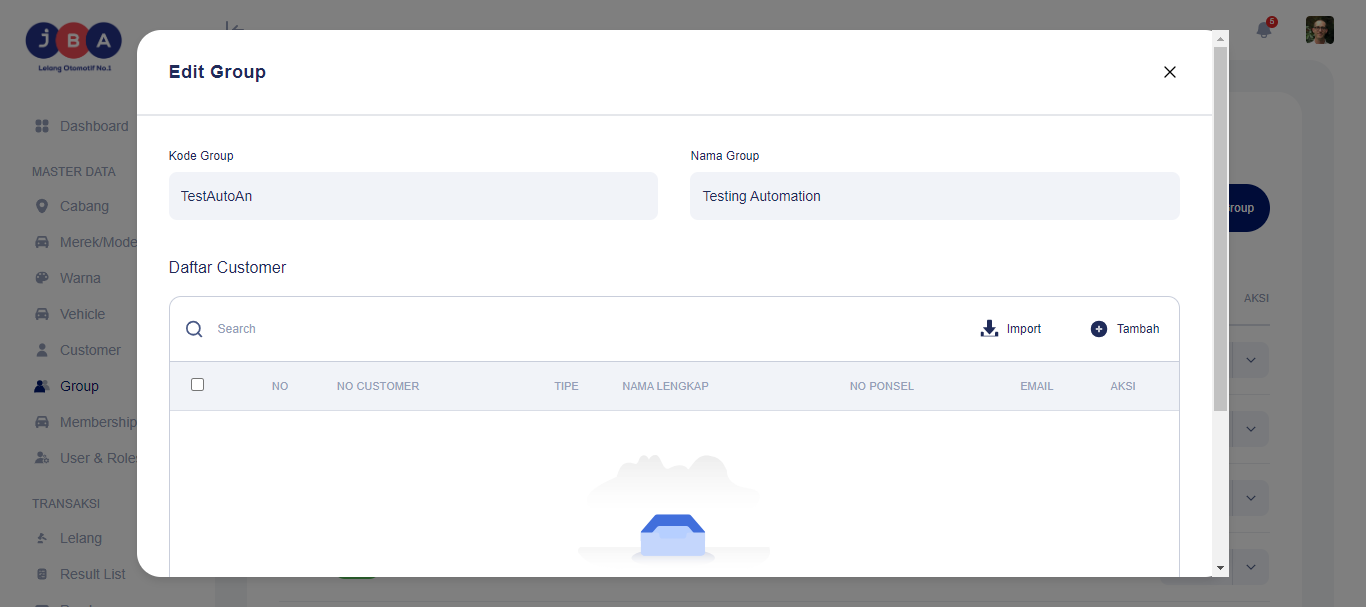 JBA
Lelang Otomotif No.1
6
Edit Group
Dashboard
Kode Group
Nama Group
MASTER DATA
TestAutoAn
Testing Automation
Cabang
roup
Merek/Mode
Daftar Customer
Warna
AKSI
Vehicle
Search
Import
Tambah
Customer
Group
NO
NO CUSTOMER
TIPE
NAMA LENGKAP
NO PONSEL
EMAIL
AKSI
Membership
User & Roles
TRANSAKSI
Lelang
Result List